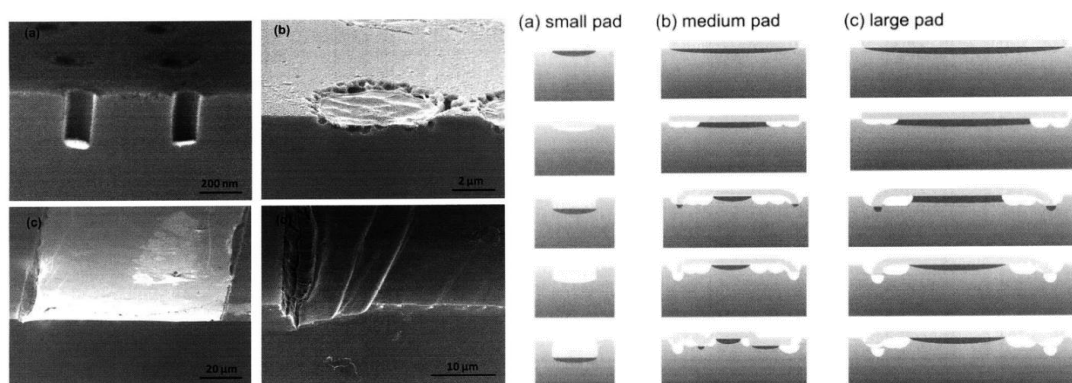 (a)
200 nm
(b)
2 µm
(c)
20 µm
10 µm
(a) small pad
(b) medium pad
(c) large pad